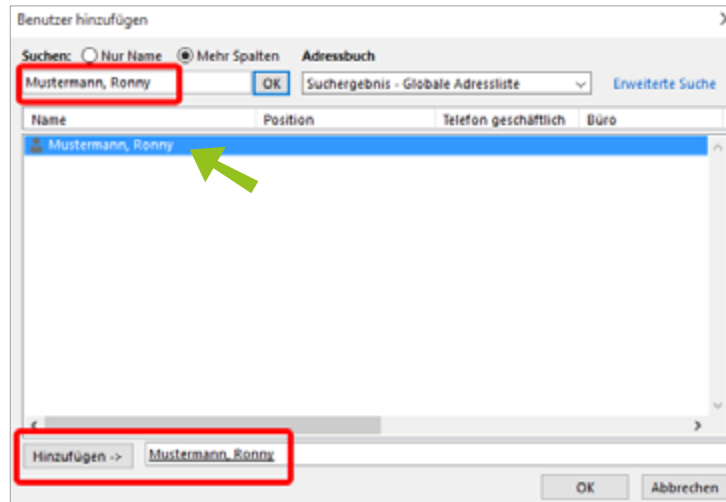 Benutzer hinzufügen
Suchen: Nur Name Mehr Spalten Adressbuch
Mustermann, Ronny OK Suchergebnis - Globale Adressliste Erweiterte Suche
Name Position Telefon geschäftlich Büro
Mustermann, Ronny
Hinzufügen -> Mustermann, Ronny
OK Abbrechen